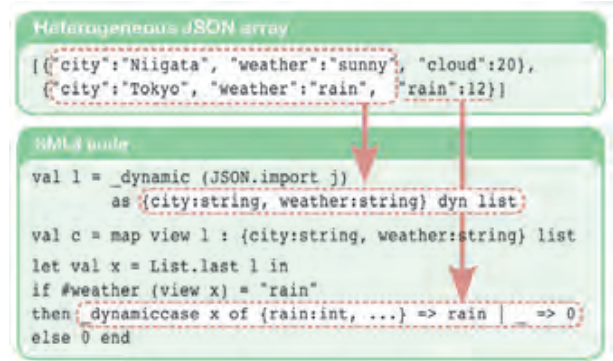 Heterogeneous JSON array
[{"city":"Niigata", "weather":"sunny", "cloud":20},
{"city":"Tokyo", "weather":"rain", "rain":12}]
SML# code
val l = _dynamic (JSON.import j)
as {city:string, weather:string} dyn list
val c = map view l : {city:string, weather:string} list
let val x = List.last l in
if #weather (view x) = "rain"
then _dynamiccase x of {rain:int, ...} => rain | _ => 0
else 0 end